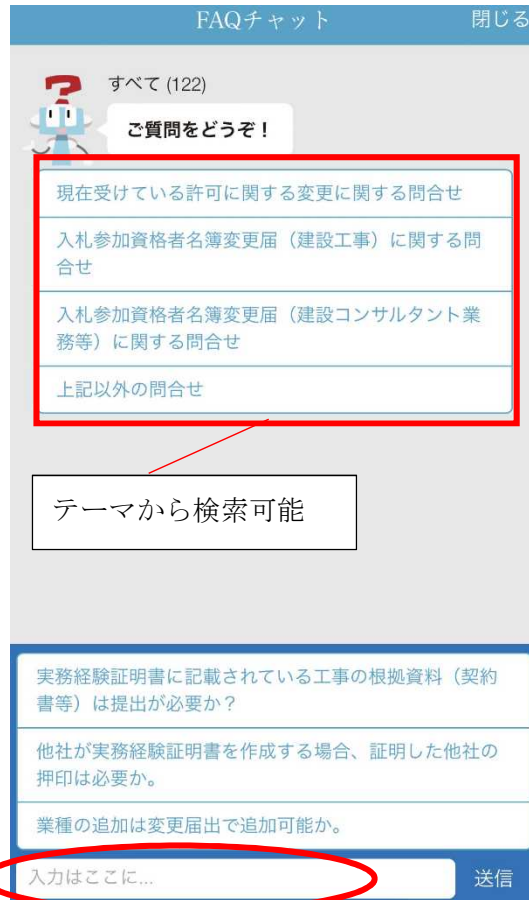 FAQチャット
閉じる
すべて (122)
ご質問をどうぞ！
現在受けている許可に関する変更に関する問合せ
入札参加資格者名簿変更届（建設工事）に関する問
合せ
入札参加資格者名簿変更届（建設コンサルタント業
務等）に関する問合せ
上記以外の問合せ
テーマから検索可能
実務経験証明書に記載されている工事の根拠資料（契約
書等）は提出が必要か？
他社が実務経験証明書を作成する場合、証明した他社の
押印は必要か。
業種の追加は変更届出で追加可能か。
入力はここに...
送信